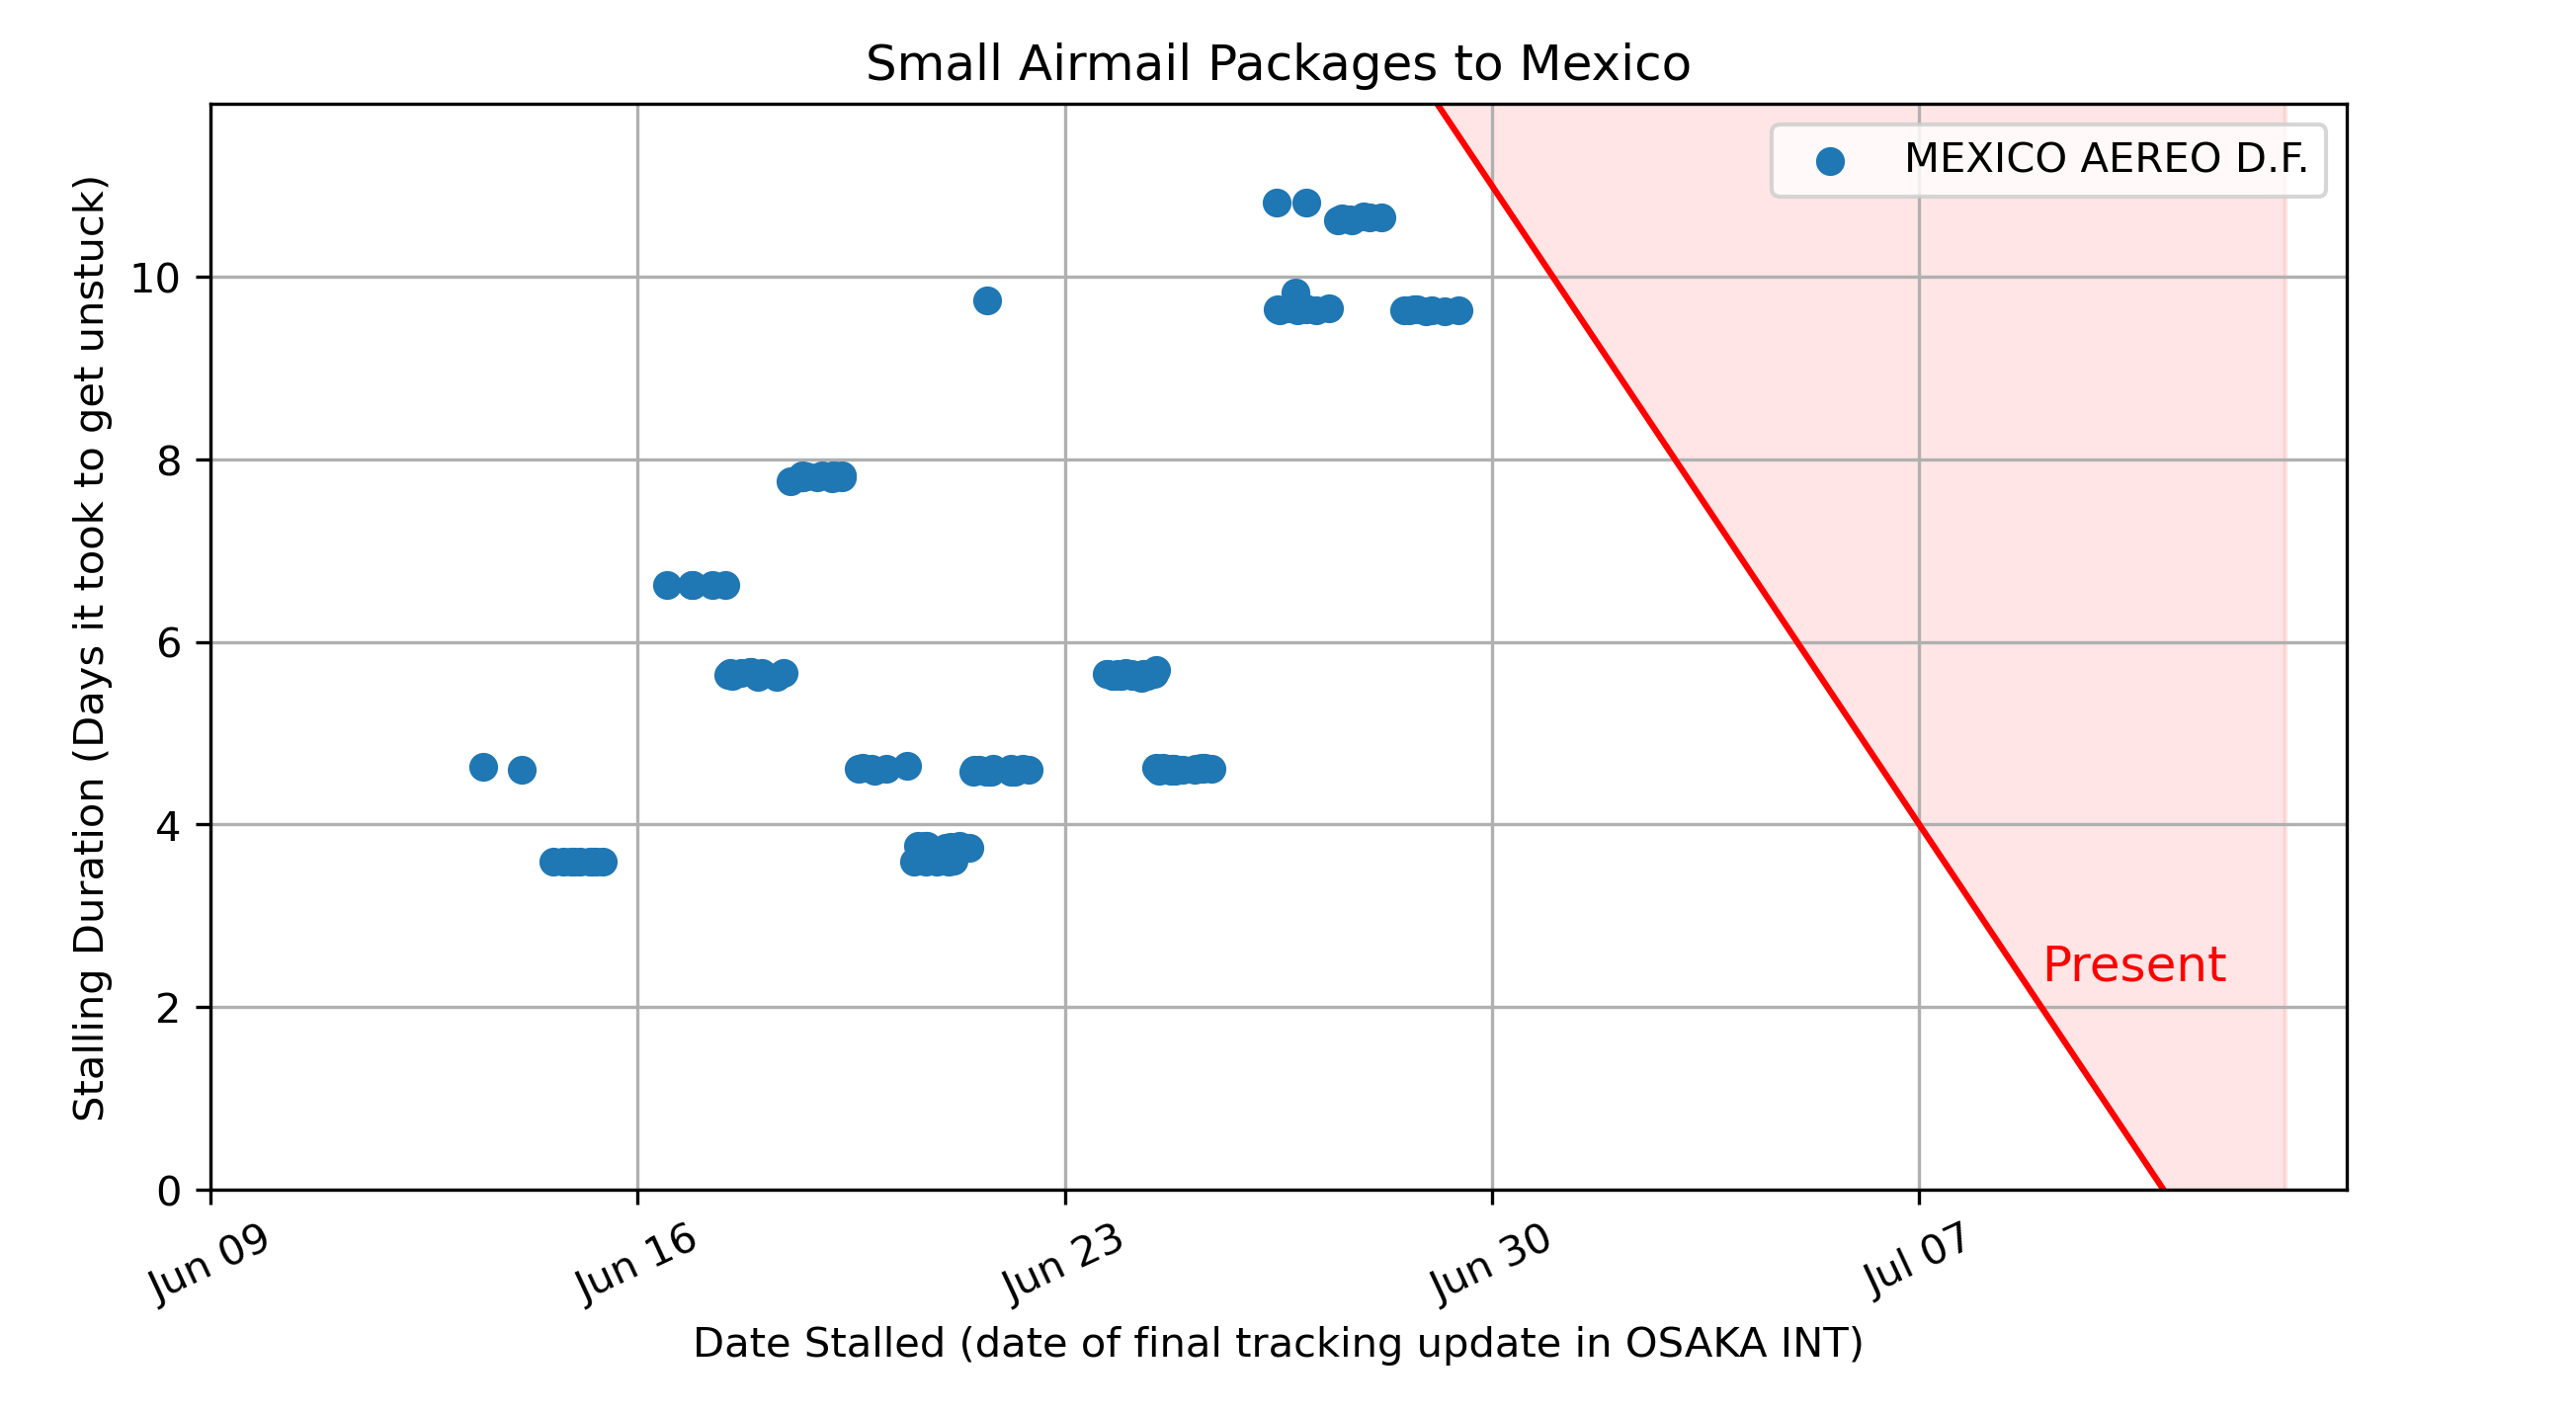 Small Airmail Packages to Mexico
MEXICO AEREO D.F.
Stalling Duration (Days it took to get unstuck)
10
8
6
4
2
0
Present
Jun 09
Jun 16
Jun 23
Jun 30
Jul 07
Date Stalled (date of final tracking update in OSAKA INT)